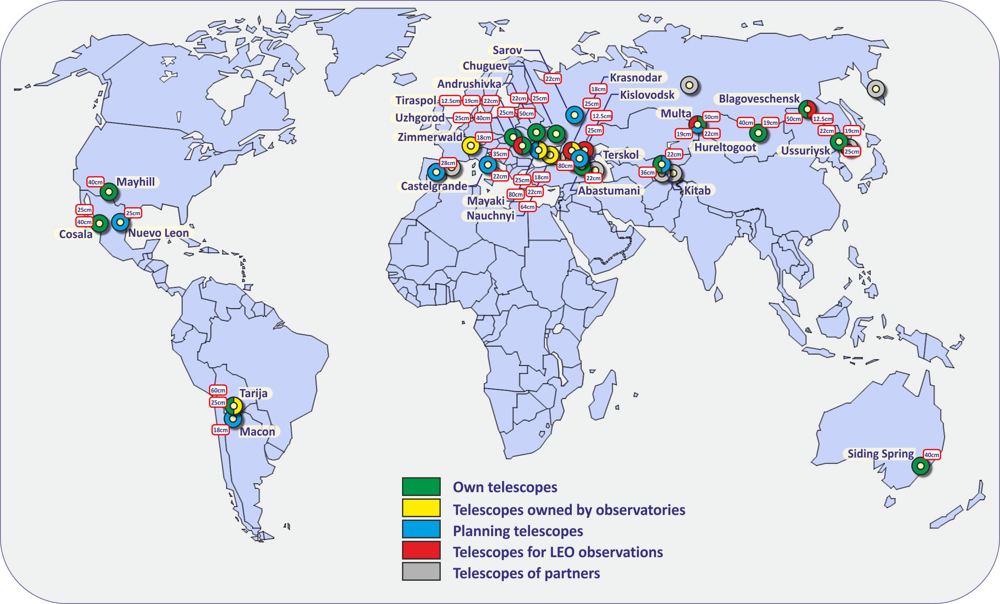 Sarov
Chuguev
22cm
Krasnodar
Andrushivka
18cm
Kislovodsk
Tiraspol 12.5cm 19cm 22cm
22cm 25cm
25cm
Blagoveschensk
Uzhgorod 25cm 40cm
25cm 50cm
12.5cm
Multa 50cm
40cm 19cm
50cm 12.5cm
Zimmerwald 18cm
25cm
19cm 22cm
22cm 19cm
Hureltogoot
Ussuriysk 25cm
35cm
Terskol
22cm
28cm
80cm
36cm
22cm
25cm 18cm
22cm
Castelgrande
Abastumani
Kitab
40cm Mayhill
80cm 22cm
Mayaki
64cm
Nauchnyi
25cm
25cm
40cm
Cosala
Nuevo Leon
60cm
Tarija
25cm
18cm
Macon
Siding Spring 40cm
Own telescopes
Telescopes owned by observatories
Planning telescopes
Telescopes for LEO observations
Telescopes of partners